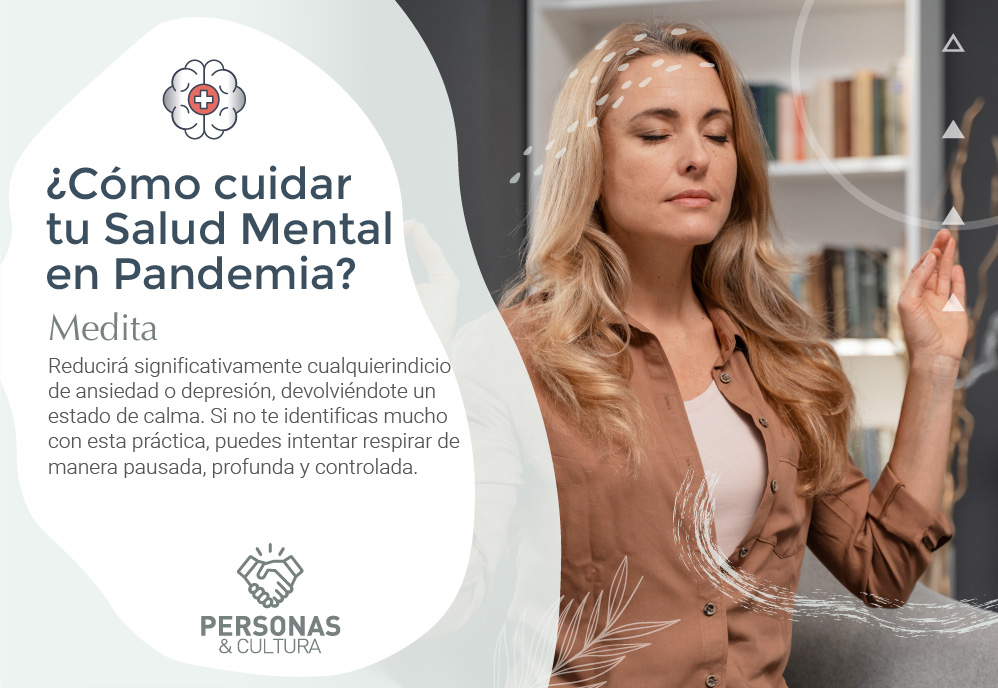 ¿Cómo cuidar
tu Salud Mental
en Pandemia?
Medita
Reducirá significativamente cualquierindicio
de ansiedad o depresión, devolviéndote un
estado de calma. Si no te identificas mucho
con esta práctica, puedes intentar respirar de
manera pausada, profunda y controlada.
PERSONAS
& CULTURA